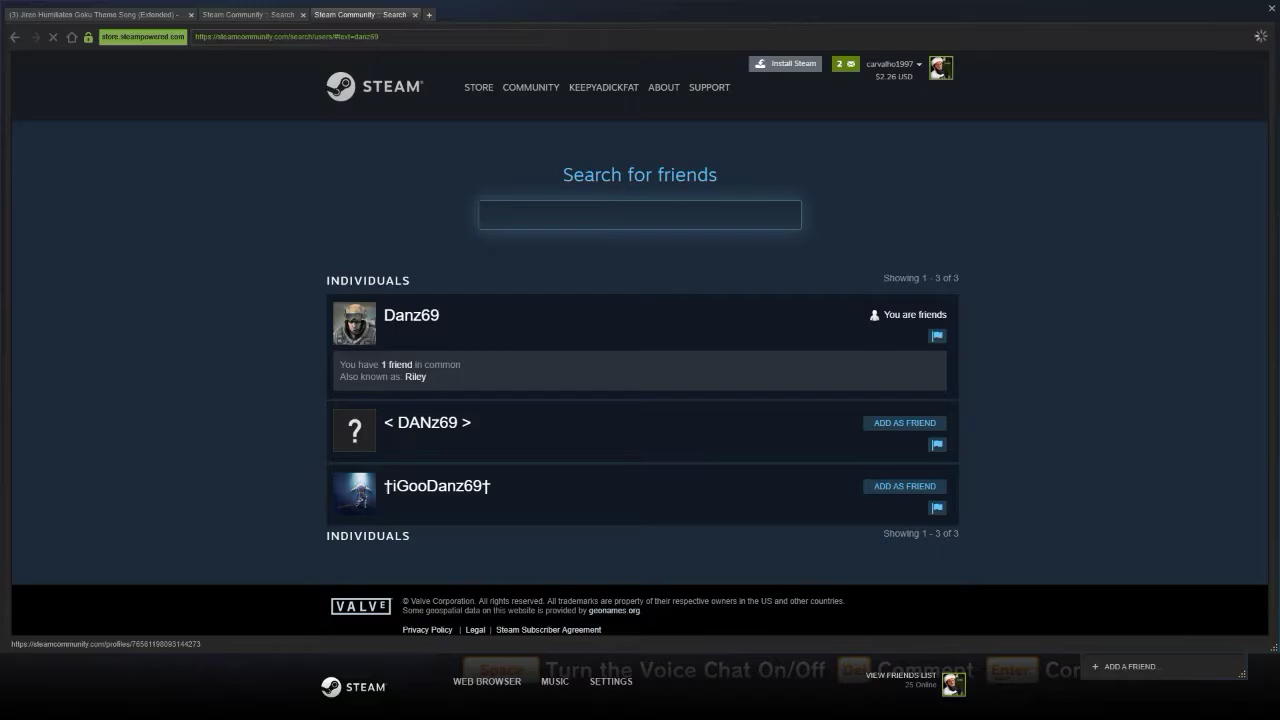 (3) Jiren Humiliates Goku Theme Song (Extended) -
Steam Community :: Search
Steam Community :: Search
store.steampowered.com
https://steamcommunity.com/search/users/#text=danz69
Install Steam
2
carvalho1997
$2.26 USD
STEAM
STORE COMMUNITY KEEPYADICKFAT ABOUT SUPPORT
Search for friends
INDIVIDUALS
Showing 1 - 3 of 3
Danz69
You are friends
You have 1 friend in common
Also known as: Riley
?
< DANz69 >
ADD AS FRIEND
†iGooDanz69†
ADD AS FRIEND
INDIVIDUALS
Showing 1 - 3 of 3
VALVE
© Valve Corporation. All rights reserved. All trademarks are property of their respective owners in the US and other countries.
Some geospatial data on this website is provided by geonames.org.
Privacy Policy | Legal | Steam Subscriber Agreement
https://steamcommunity.com/profiles/76561198093144273
Space Turn the Voice Chat On/Off Del Comment Enter
+ ADD A FRIEND...
STEAM
WEB BROWSER MUSIC SETTINGS
VIEW FRIENDS LIST
25 Online